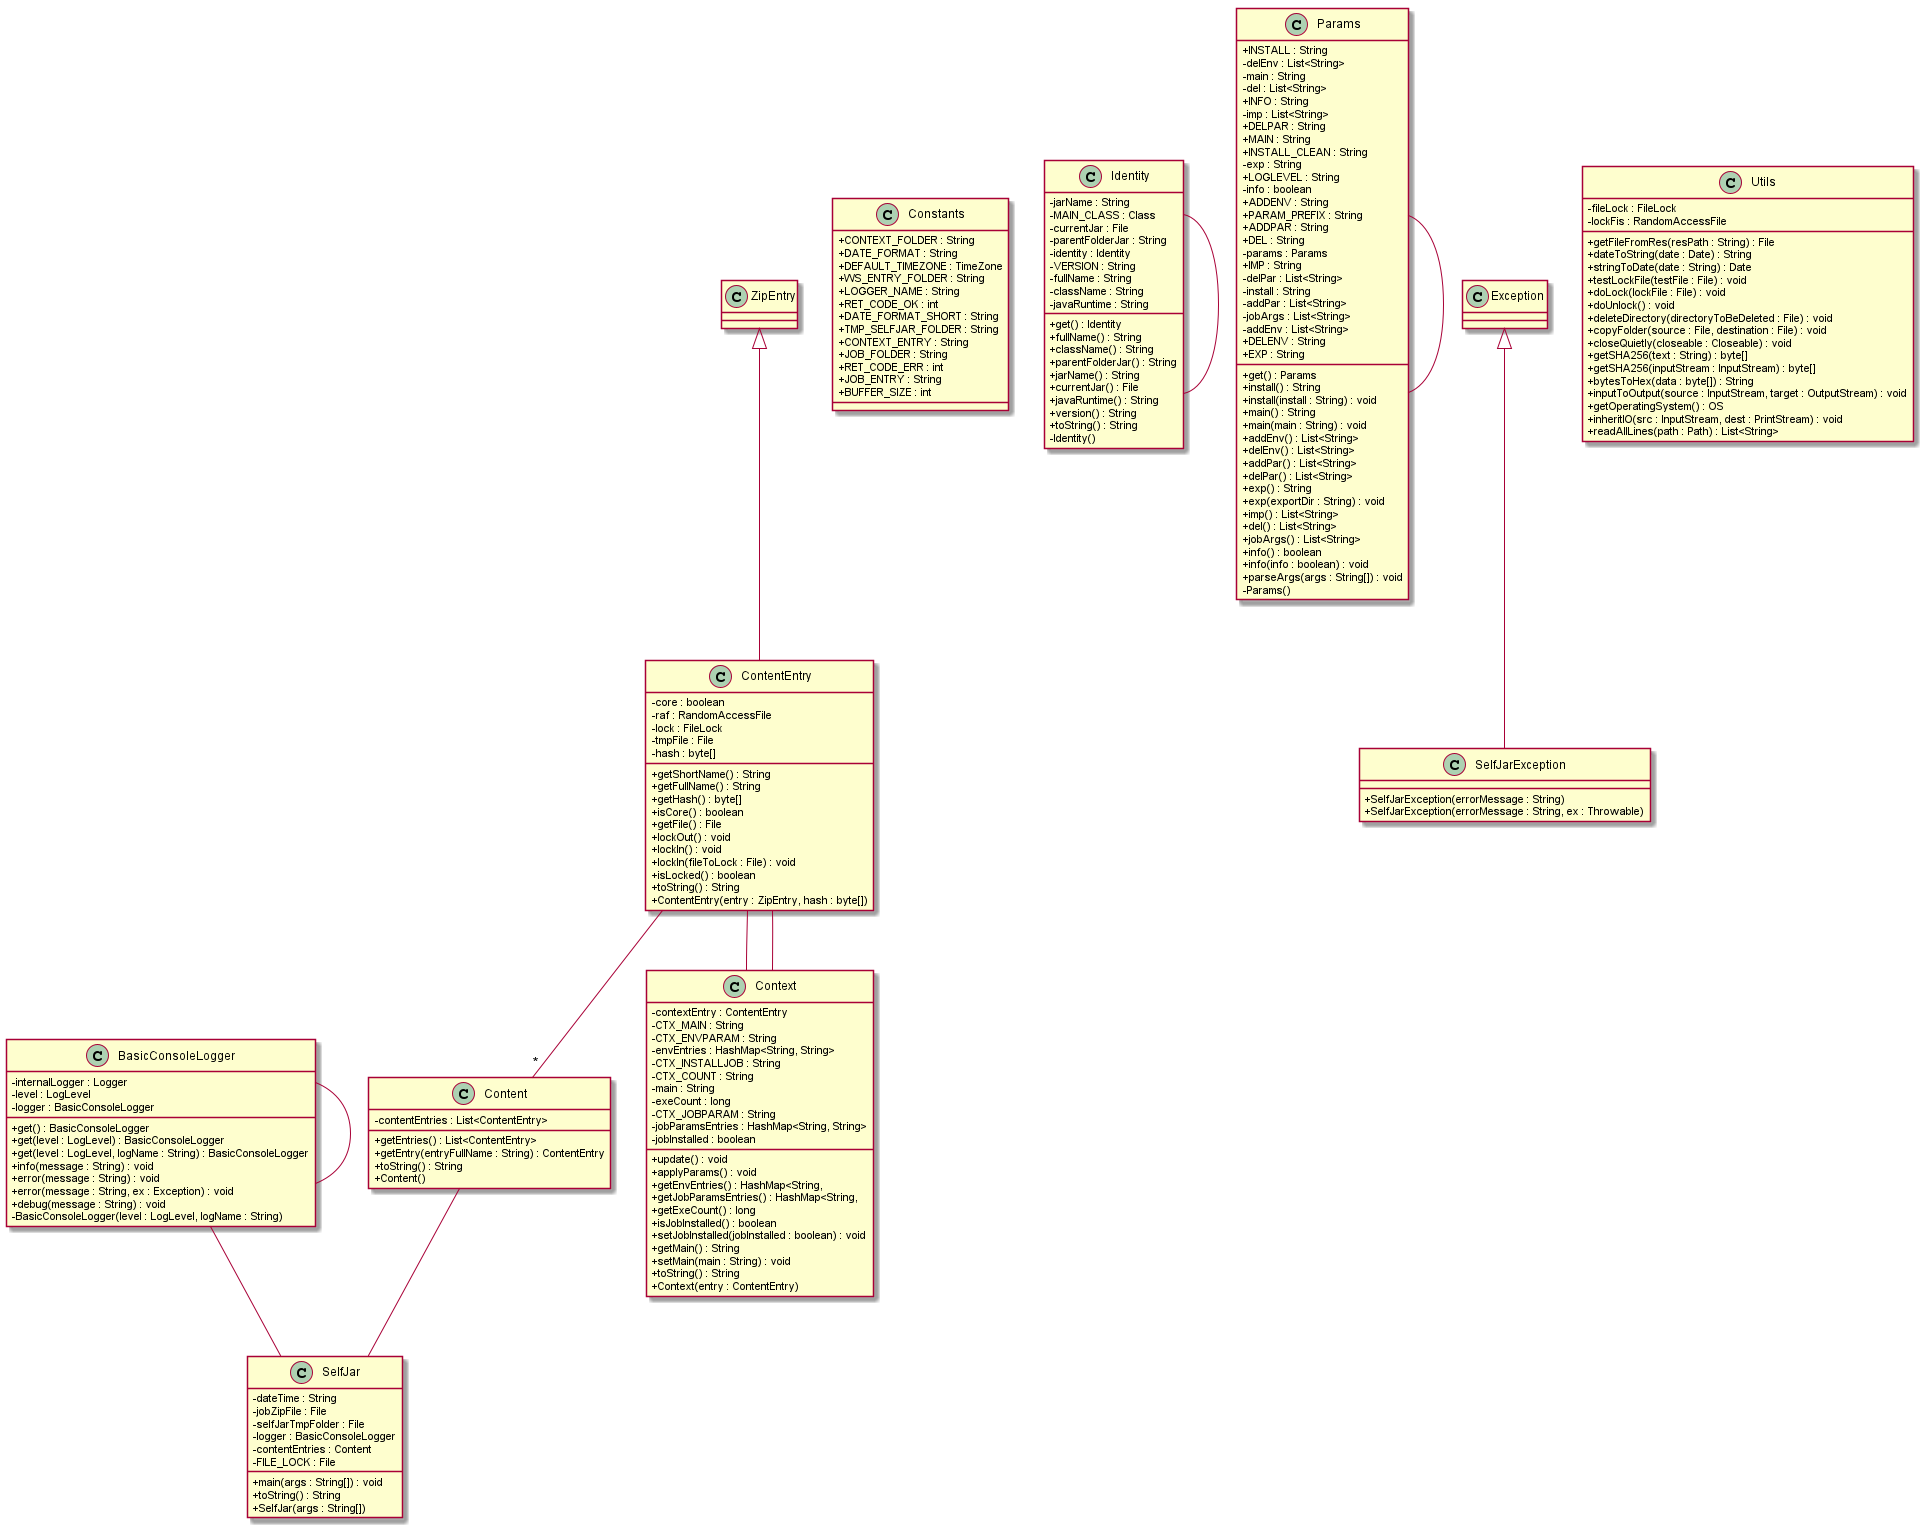 C Params
+INSTALL : String
-delEnv : List<String>
-main : String
-del : List<String>
+INFO : String
-imp : List<String>
+DELPAR : String
+MAIN : String
+INSTALL_CLEAN : String
-exp : String
+LOGLEVEL : String
-info : boolean
+ADDENV : String
+PARAM_PREFIX : String
+ADDPAR : String
+DEL : String
-params : Params
+IMP : String
-delPar : List<String>
-install : String
-addPar : List<String>
-jobArgs : List<String>
-addEnv : List<String>
+DELENV : String
+EXP : String
+get() : Params
+install() : String
+install(install : String) : void
+main() : String
+main(main : String) : void
+addEnv() : List<String>
+delEnv() : List<String>
+addPar() : List<String>
+delPar() : List<String>
+exp() : String
+exp(exportDir : String) : void
+imp() : List<String>
+del() : List<String>
+jobArgs() : List<String>
+info() : boolean
+info(info : boolean) : void
+parseArgs(args : String[]) : void
-Params()
C Identity
-jarName : String
-MAIN_CLASS : Class
-currentJar : File
-parentFolderJar : String
-identity : Identity
-VERSION : String
-fullName : String
-className : String
-javaRuntime : String
+get() : Identity
+fullName() : String
+className() : String
+parentFolderJar() : String
+jarName() : String
+currentJar() : File
+javaRuntime() : String
+version() : String
+toString() : String
-Identity()
C Utils
-fileLock : FileLock
-lockFis : RandomAccessFile
+getFileFromRes(resPath : String) : File
+dateToString(date : Date) : String
+stringToDate(date : String) : Date
+testLockFile(testFile : File) : void
+doLock(lockFile : File) : void
+doUnlock() : void
+deleteDirectory(directoryToBeDeleted : File) : void
+copyFolder(source : File, destination : File) : void
+closeQuietly(closeable : Closeable) : void
+getSHA256(text : String) : byte[]
+getSHA256(inputStream : InputStream) : byte[]
+bytesToHex(data : byte[]) : String
+inputToOutput(source : InputStream, target : OutputStream) : void
+getOperatingSystem() : OS
+inheritIO(src : InputStream, dest : PrintStream) : void
+readAllLines(path : Path) : List<String>
C Constants
+CONTEXT_FOLDER : String
+DATE_FORMAT : String
+DEFAULT_TIMEZONE : TimeZone
+WS_ENTRY_FOLDER : String
+LOGGER_NAME : String
+RET_CODE_OK : int
+DATE_FORMAT_SHORT : String
+TMP_SELFJAR_FOLDER : String
+CONTEXT_ENTRY : String
+JOB_FOLDER : String
+RET_CODE_ERR : int
+JOB_ENTRY : String
+BUFFER_SIZE : int
C ZipEntry
C Exception
C ContentEntry
-core : boolean
-raf : RandomAccessFile
-lock : FileLock
-tmpFile : File
-hash : byte[]
+getShortName() : String
+getFullName() : String
+getHash() : byte[]
+isCore() : boolean
+getFile() : File
+lockOut() : void
+lockIn() : void
+lockIn(fileToLock : File) : void
+isLocked() : boolean
+toString() : String
+ContentEntry(entry : ZipEntry, hash : byte[])
C SelfJarException
+SelfJarException(errorMessage : String)
+SelfJarException(errorMessage : String, ex : Throwable)
C Context
-contextEntry : ContentEntry
-CTX_MAIN : String
-CTX_ENVPARAM : String
-envEntries : HashMap<String, String>
-CTX_INSTALLJOB : String
-CTX_COUNT : String
-main : String
-exeCount : long
-CTX_JOBPARAM : String
-jobParamsEntries : HashMap<String, String>
-jobInstalled : boolean
+update() : void
+applyParams() : void
+getEnvEntries() : HashMap<String,
+getJobParamsEntries() : HashMap<String,
+getExeCount() : long
+isJobInstalled() : boolean
+setJobInstalled(jobInstalled : boolean) : void
+getMain() : String
+setMain(main : String) : void
+toString() : String
+Context(entry : ContentEntry)
C BasicConsoleLogger
-internalLogger : Logger
-level : LogLevel
-logger : BasicConsoleLogger
+get() : BasicConsoleLogger
+get(level : LogLevel) : BasicConsoleLogger
+get(level : LogLevel, logName : String) : BasicConsoleLogger
+info(message : String) : void
+error(message : String) : void
+error(message : String, ex : Exception) : void
+debug(message : String) : void
-BasicConsoleLogger(level : LogLevel, logName : String)
*
C Content
-contentEntries : List<ContentEntry>
+getEntries() : List<ContentEntry>
+getEntry(entryFullName : String) : ContentEntry
+toString() : String
+Content()
C SelfJar
-dateTime : String
-jobZipFile : File
-selfJarTmpFolder : File
-logger : BasicConsoleLogger
-contentEntries : Content
-FILE_LOCK : File
+main(args : String[]) : void
+toString() : String
+SelfJar(args : String[])